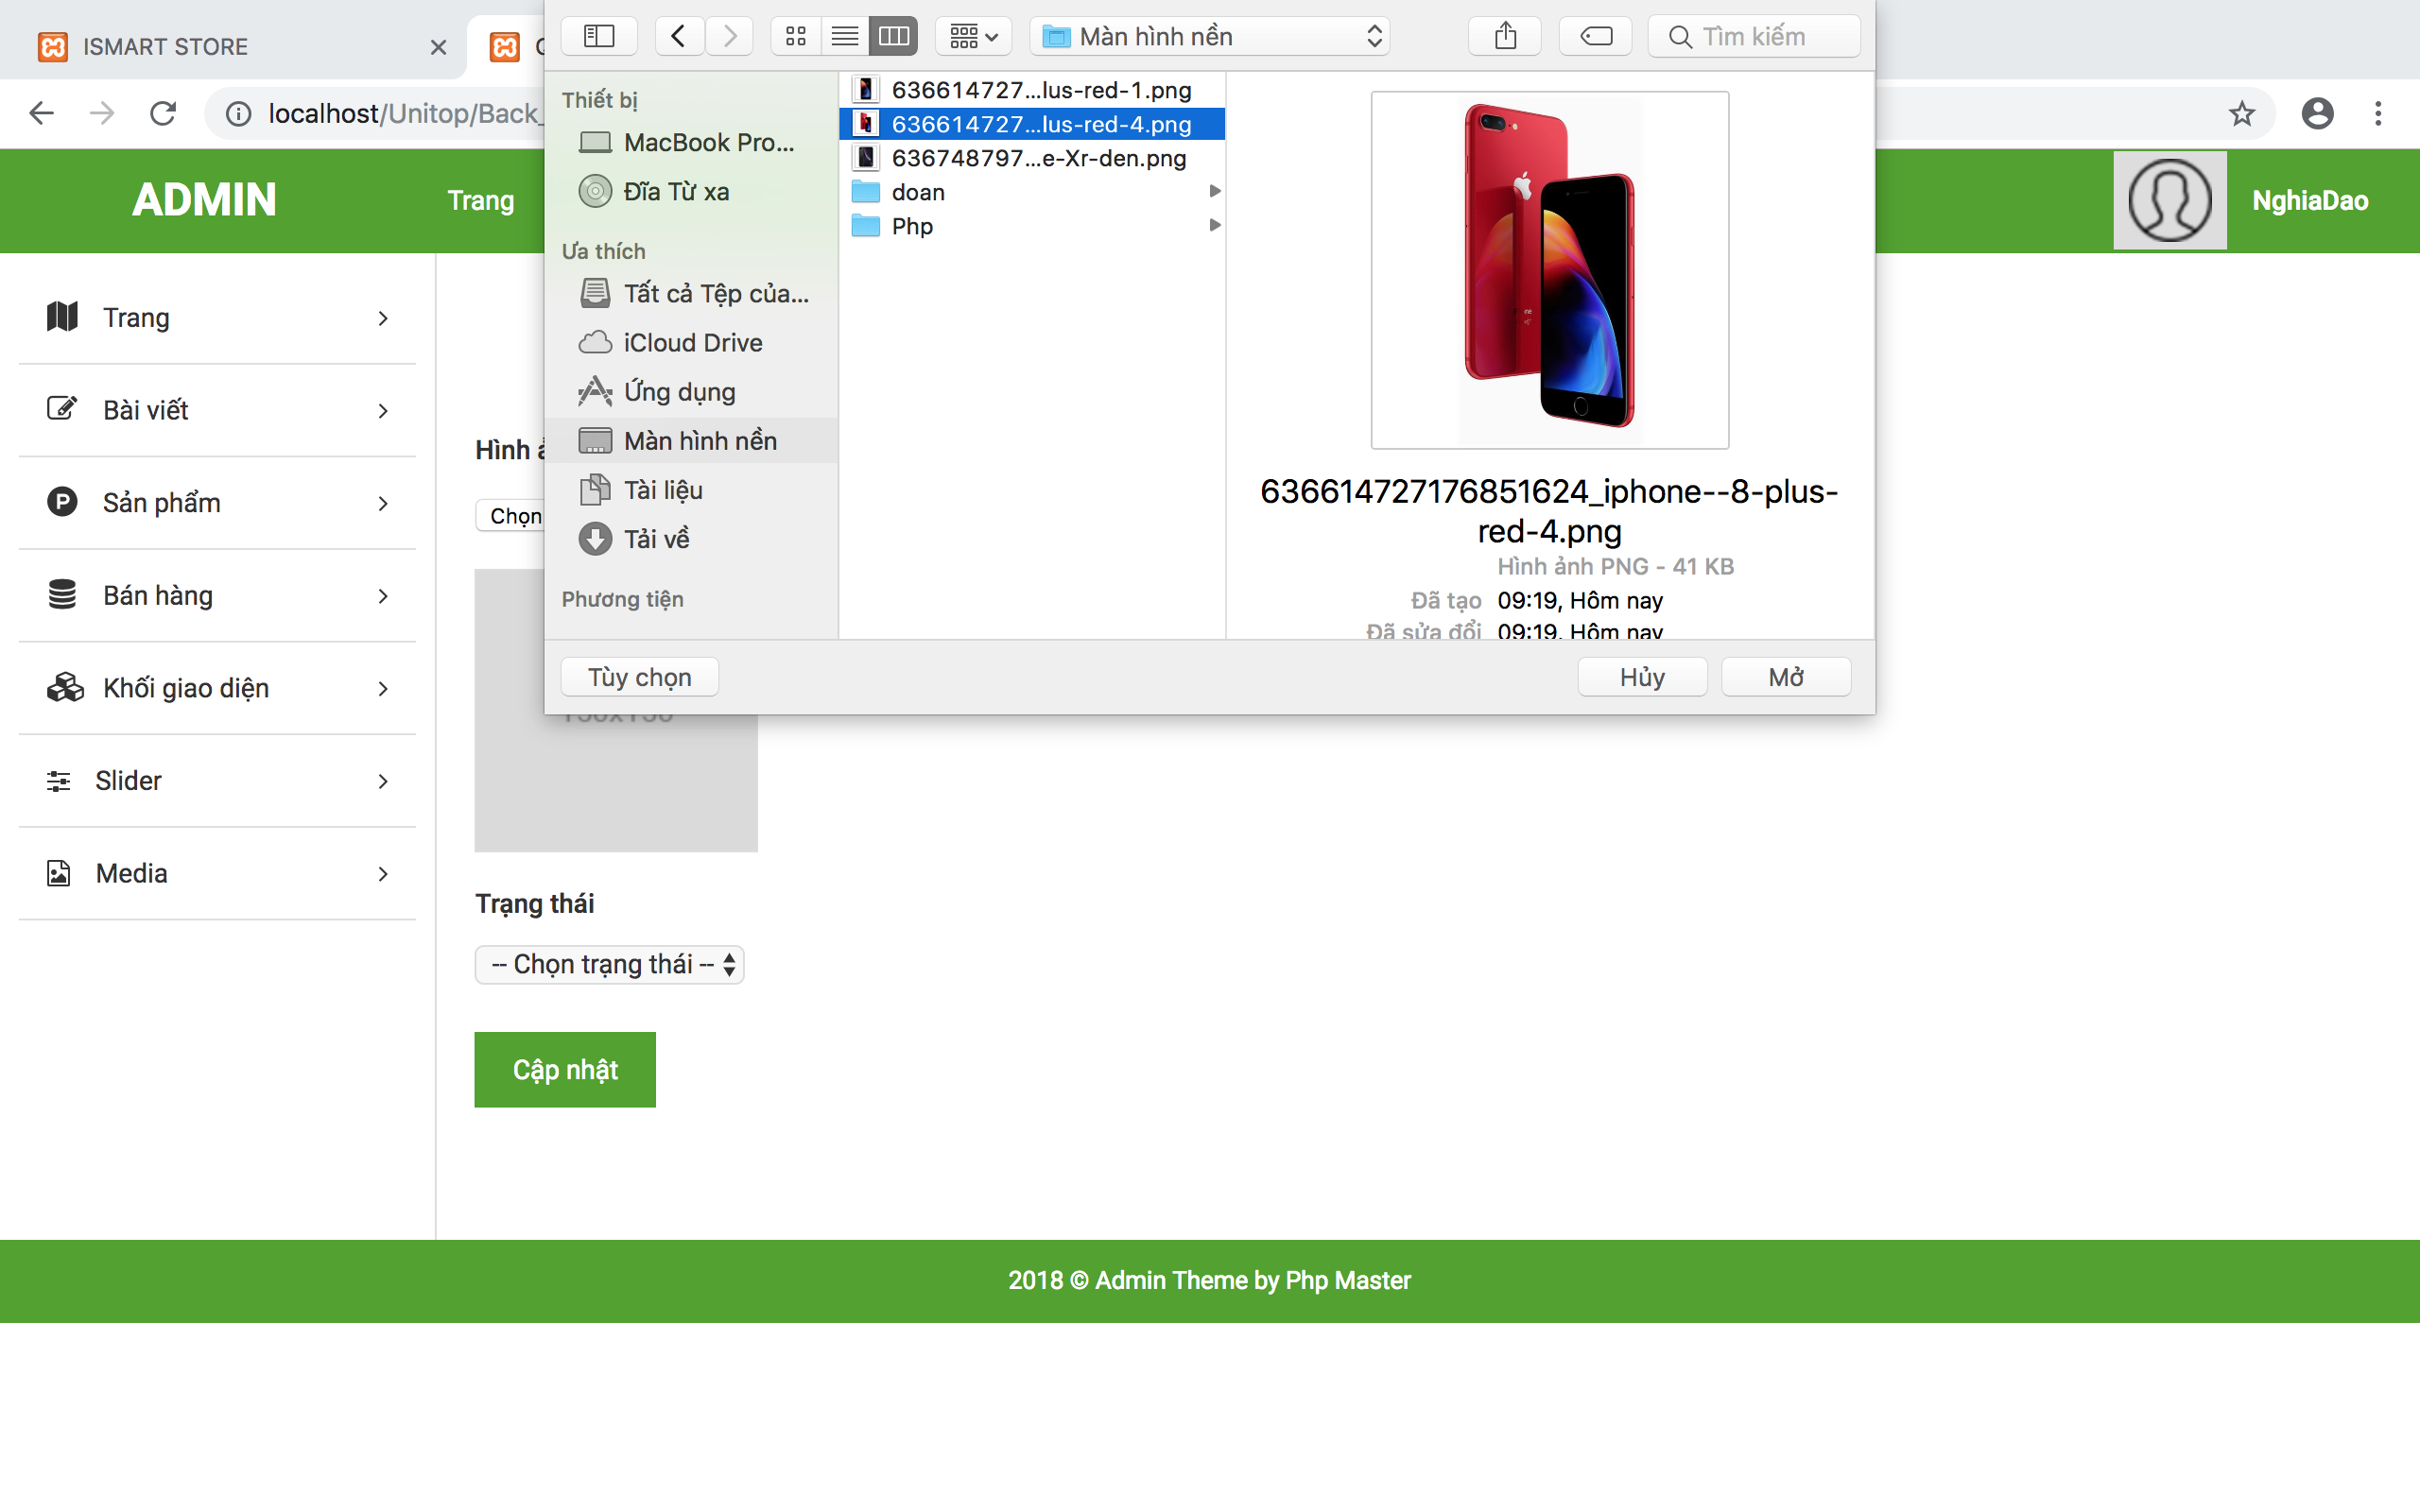 ISMART STORE
Màn hình nền
Tìm kiếm
localhost/Unitop/Back_
ADMIN
Trang
NghiaDao
Thiết bị
MacBook Pro...
Đĩa Từ xa
Ưa thích
Tất cả Tệp của...
iCloud Drive
Ứng dụng
Màn hình nền
Tài liệu
Tải về
Phương tiện
636614727...lus-red-1.png
636614727...lus-red-4.png
636748797...e-Xr-den.png
doan
Php
636614727176851624_iphone--8-plus-
red-4.png
Hình ảnh PNG - 41 KB
Đã tạo 09:19, Hôm nay
Đã sửa đổi 09:19, Hôm nay
Tùy chọn
Hủy
Mở
Trang
Bài viết
Sản phẩm
Bán hàng
Khối giao diện
Slider
Media
Hình
Chọn
150X150
Trạng thái
-- Chọn trạng thái --
Cập nhật
2018 © Admin Theme by Php Master